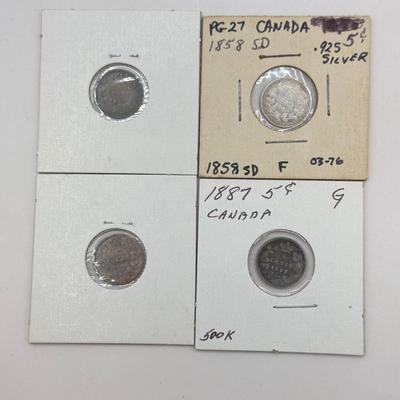 PG-27 CANADA
1858 SD 5¢
.925
SILVER
1858 SD F 03-76
1887 5¢ G
CANADA
500K